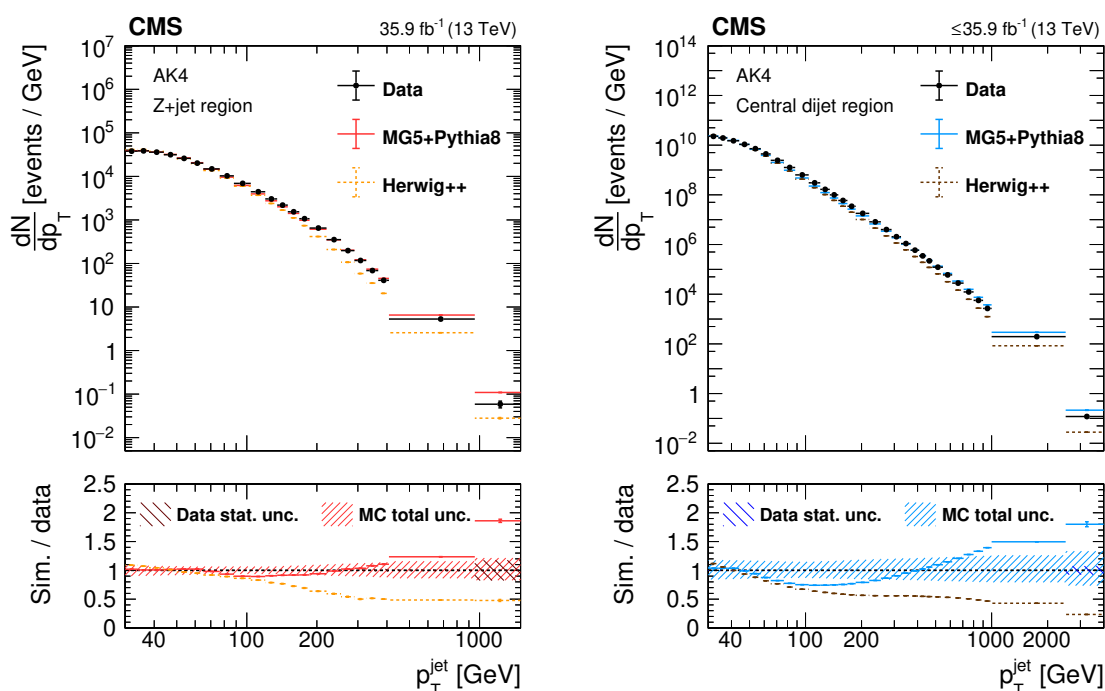 CMS 35.9 fb⁻¹ (13 TeV)
dN/dp_T [events / GeV]
10⁷
10⁶
10⁵
10⁴
10³
10²
10
1
10⁻¹
10⁻²
AK4
Z+jet region
Data
MG5+Pythia8
Herwig++
Sim. / data
2.5
2
1.5
1
0.5
0
Data stat. unc. MC total unc.
40 100 200 1000
p_T^jet [GeV]
CMS ≤35.9 fb⁻¹ (13 TeV)
dN/dp_T [events / GeV]
10¹⁴
10¹²
10¹⁰
10⁸
10⁶
10⁴
10²
1
10⁻²
AK4
Central dijet region
Data
MG5+Pythia8
Herwig++
Sim. / data
2.5
2
1.5
1
0.5
0
Data stat. unc. MC total unc.
40 100 200 1000 2000
p_T^jet [GeV]